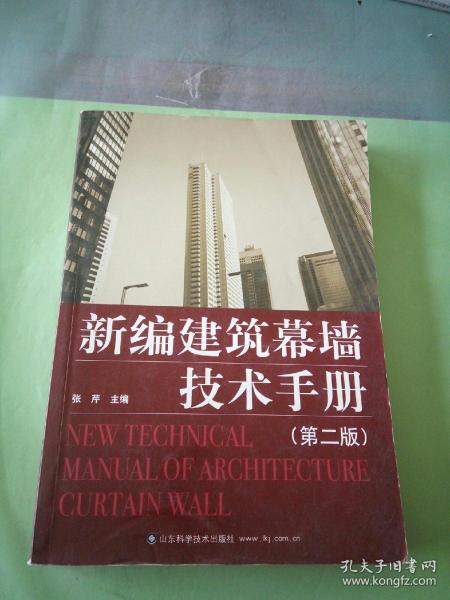 新编建筑幕墙
技术手册
张 芹 主编
（第二版）
NEW TECHNICAL
MANUAL OF ARCHITECTURE
CURTAIN WALL
山东科学技术出版社 www.lkj.com.cn
孔夫子旧书网
www.kongfz.com